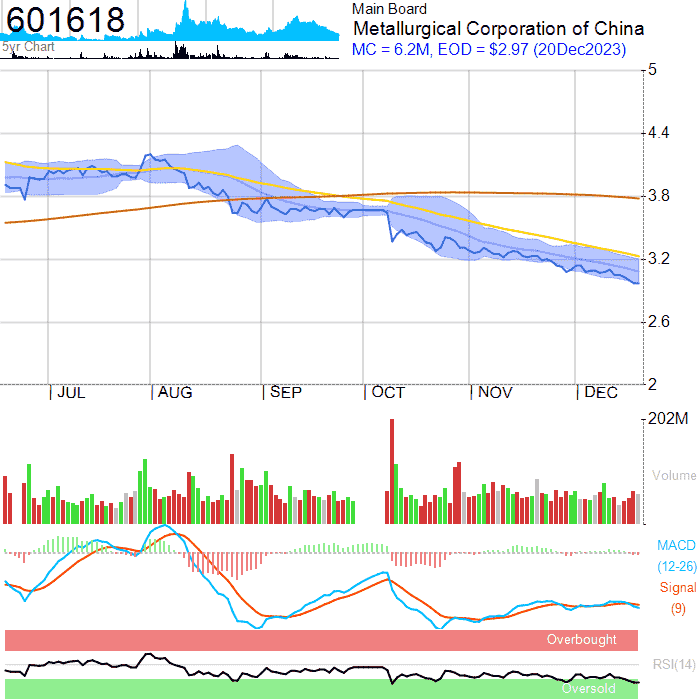 601618
5yr Chart
Main Board
Metallurgical Corporation of China
MC = 6.2M, EOD = $2.97 (20Dec2023)
5
4.4
3.8
3.2
2.6
2
JUL AUG SEP OCT NOV DEC
202M
Volume
MACD
(12-26)
Signal
(9)
Overbought
RSI(14)
Oversold